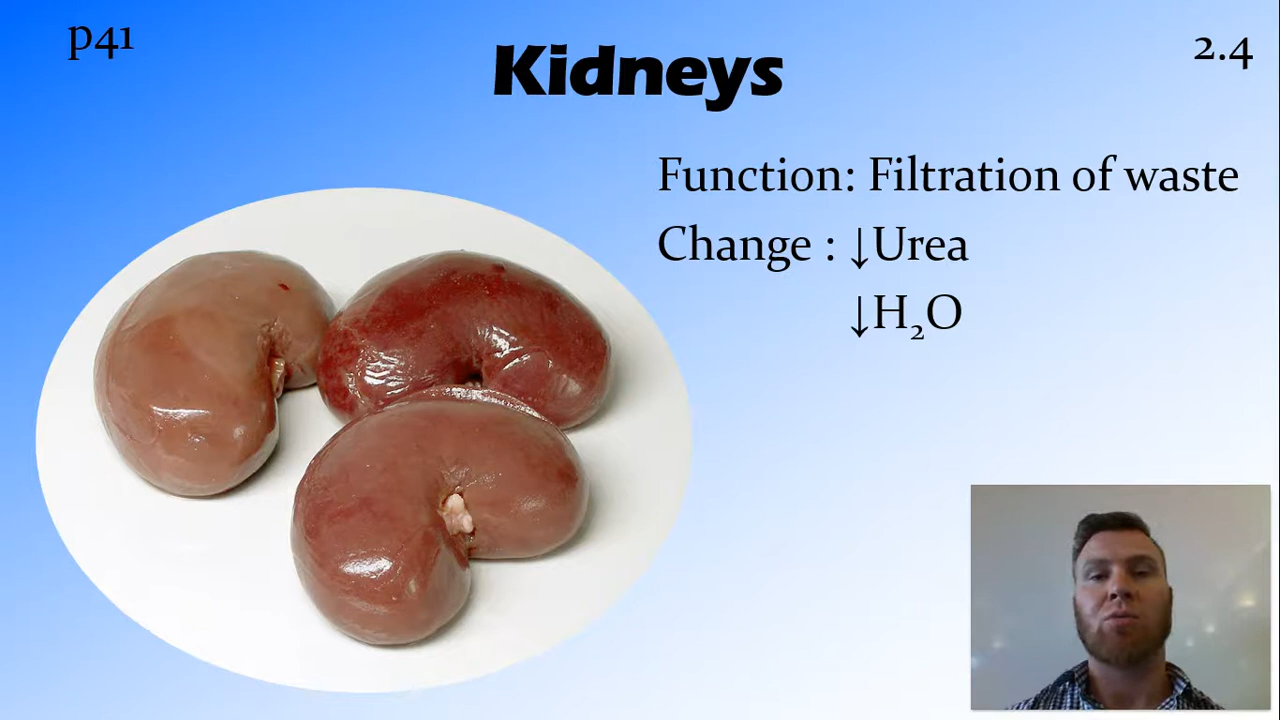 p41
Kidneys
2.4
Function: Filtration of waste
Change : ↓Urea
↓H₂O